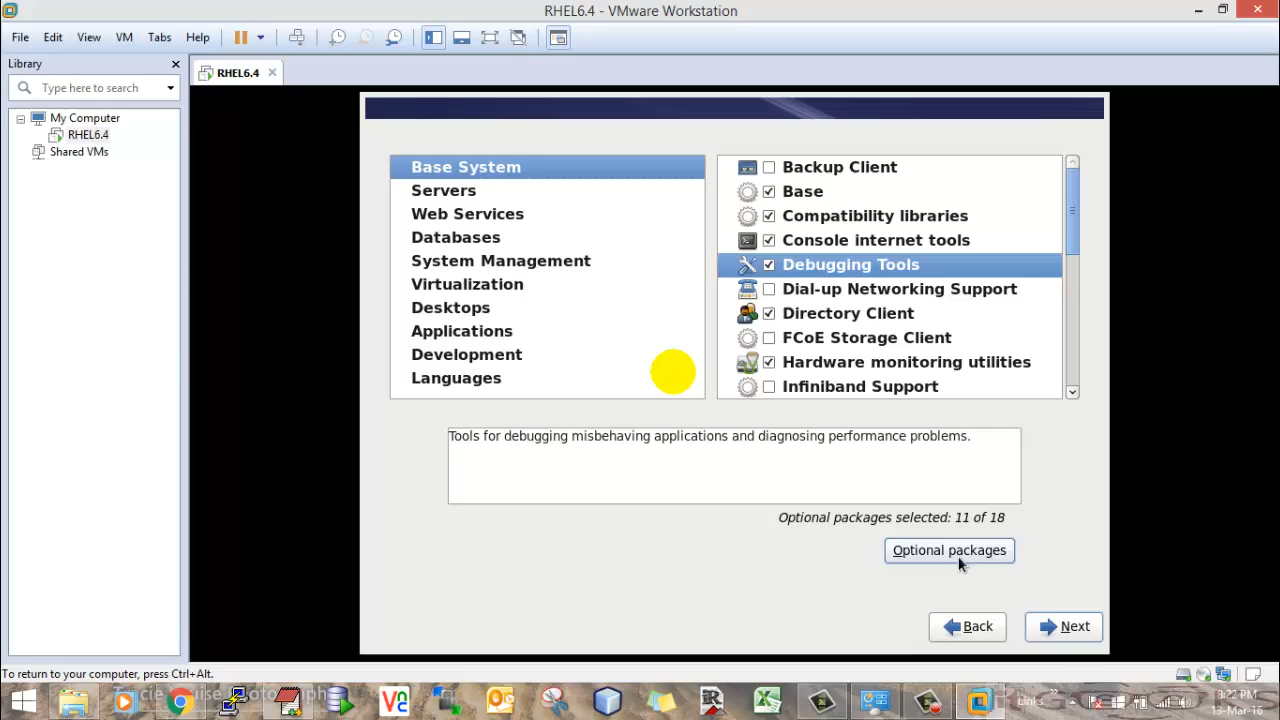 RHEL6.4 - VMware Workstation
File Edit View VM Tabs Help
Library
RHEL6.4
Type here to search
My Computer
RHEL6.4
Shared VMs
Base System
Servers
Web Services
Databases
System Management
Virtualization
Desktops
Applications
Development
Languages
Backup Client
Base
Compatibility libraries
Console internet tools
Debugging Tools
Dial-up Networking Support
Directory Client
FCoE Storage Client
Hardware monitoring utilities
Infiniband Support
Tools for debugging misbehaving applications and diagnosing performance problems.
Optional packages selected: 11 of 18
Optional packages
Back
Next
To return to your computer, press Ctrl+Alt.
Links
3:22 PM
13-Mar-16